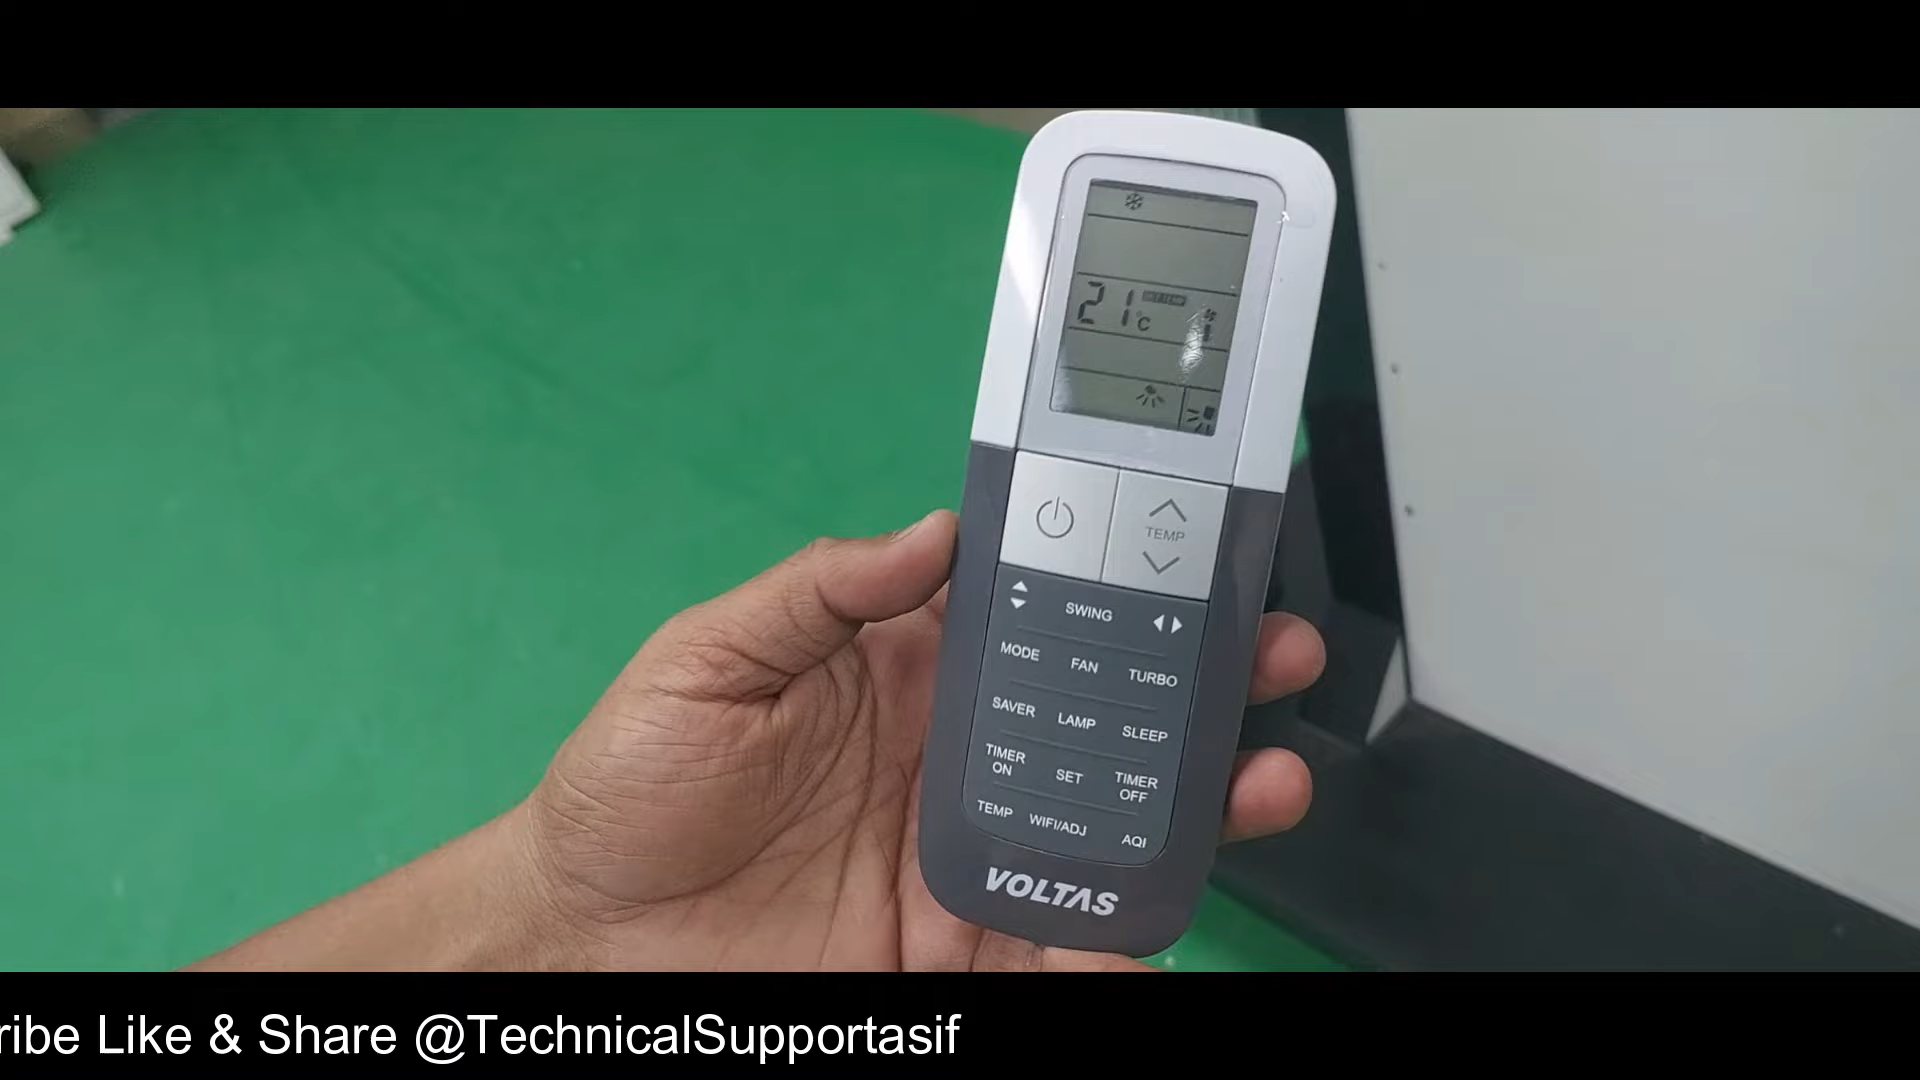 21°C
TEMP
SWING
MODE FAN TURBO
SAVER LAMP SLEEP
TIMER ON SET TIMER OFF
TEMP WIFI/ADJ AQI
VOLTAS
ribe Like & Share @TechnicalSupportasif